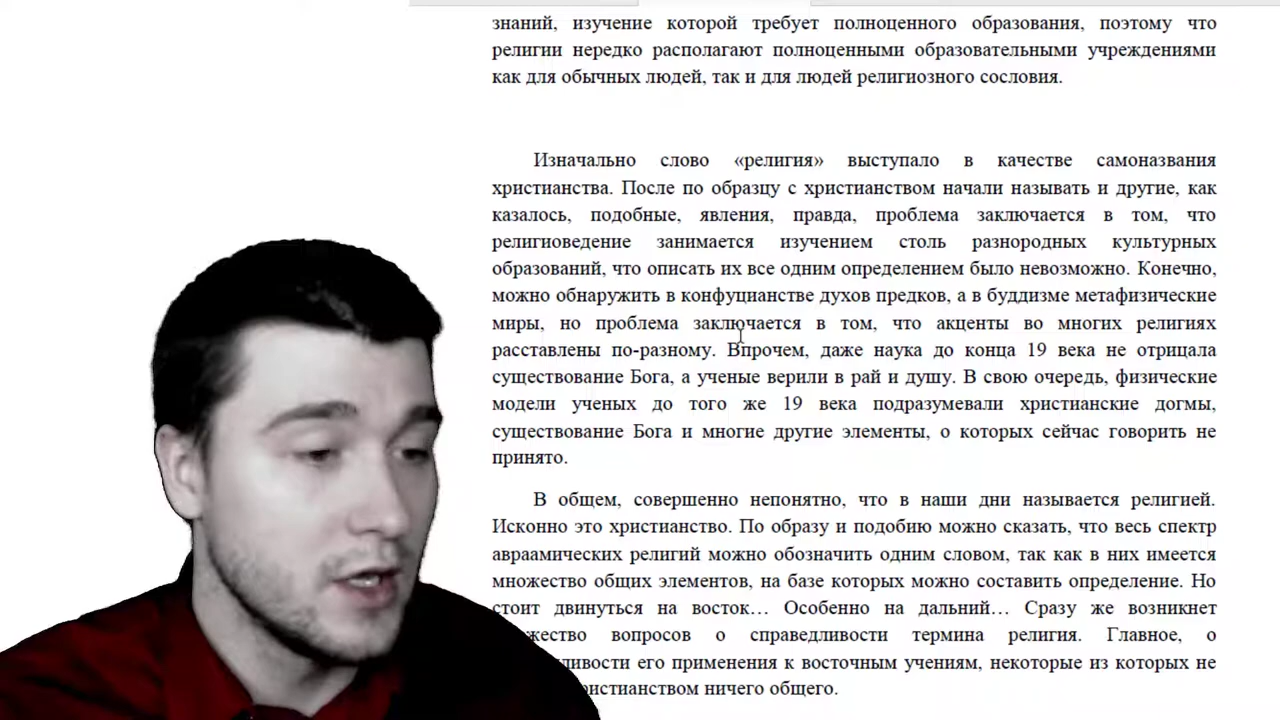 знаний, изучение которой требует полноценного образования, поэтому что
религии нередко располагают полноценными образовательными учреждениями
как для обычных людей, так и для людей религиозного сословия.
Изначально слово «религия» выступало в качестве самоназвания
христианства. После по образцу с христианством начали называть и другие, как
казалось, подобные, явления, правда, проблема заключается в том, что
религиоведение занимается изучением столь разнородных культурных
образований, что описать их все одним определением было невозможно. Конечно,
можно обнаружить в конфуцианстве духов предков, а в буддизме метафизические
миры, но проблема заключается в том, что акценты во многих религиях
расставлены по-разному. Впрочем, даже наука до конца 19 века не отрицала
существование Бога, а ученые верили в рай и душу. В свою очередь, физические
модели ученых до того же 19 века подразумевали христианские догмы,
существование Бога и многие другие элементы, о которых сейчас говорить не
принято.
В общем, совершенно непонятно, что в наши дни называется религией.
Исконно это христианство. По образу и подобию можно сказать, что весь спектр
авраамических религий можно обозначить одним словом, так как в них имеется
множество общих элементов, на базе которых можно составить определение. Но
стоит двинуться на восток… Особенно на дальний… Сразу же возникнет
вопросов о справедливости термина религия. Главное, о
его применения к восточным учениям, некоторые из которых не
ничего общего.